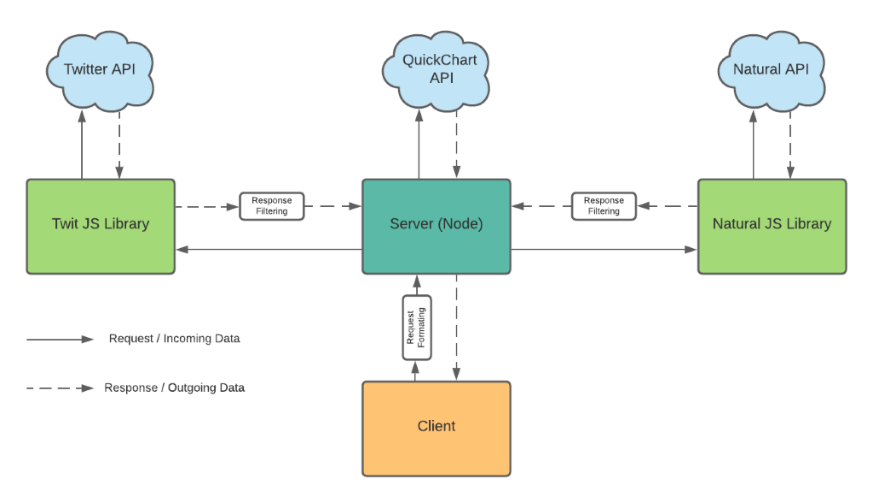 Twitter API
QuickChart
API
Natural API
Twit JS Library
Response
Filtering
Server (Node)
Response
Filtering
Natural JS Library
Request
Formating
Request / Incoming Data
Response / Outgoing Data
Client